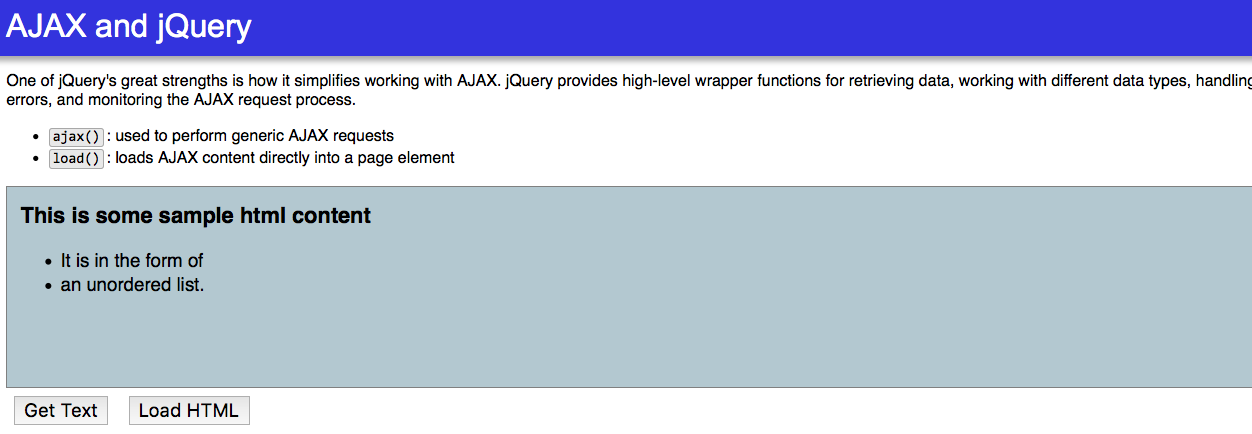 AJAX and jQuery
One of jQuery's great strengths is how it simplifies working with AJAX. jQuery provides high-level wrapper functions for retrieving data, working with different data types, handling
errors, and monitoring the AJAX request process.
• ajax() : used to perform generic AJAX requests
• load() : loads AJAX content directly into a page element
This is some sample html content
• It is in the form of
• an unordered list.
Get Text Load HTML